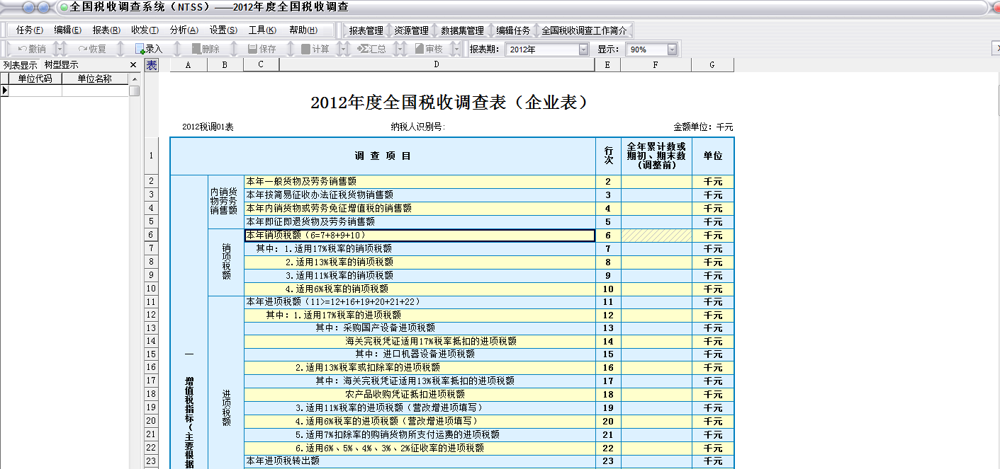 全国税收调查系统（NTSS）——2012年度全国税收调查
任务(F) 编辑(E) 报表(R) 收发(T) 分析(A) 设置(S) 工具(K) 帮助(H) 报表管理 资源管理 数据集管理 编辑任务 全国税收调查工作简介
撤销 恢复 录入 删除 保存 计算 汇总 审核 报表期： 2012年 显示： 90%
列表显示 树型显示 × 表 A B C D E F G
单位代码 单位名称
2012年度全国税收调查表（企业表）
2012税调01表 纳税人识别号: 金额单位：千元
1 调 查 项 目 行次 全年累计数或期初、期末数（调整前） 单位
一 增值税指标（主要根据
内销货物劳务销售额
2 本年一般货物及劳务销售额 2 千元
3 本年按简易征收办法征税货物销售额 3 千元
4 本年内销货物或劳务免征增值税的销售额 4 千元
5 本年即征即退货物及劳务销售额 5 千元
销项税额
6 本年销项税额（6=7+8+9+10） 6 千元
7 其中：1.适用17%税率的销项税额 7 千元
8 2.适用13%税率的销项税额 8 千元
9 3.适用11%税率的销项税额 9 千元
10 4.适用6%税率的销项税额 10 千元
进项税额
11 本年进项税额（11>=12+16+19+20+21+22） 11 千元
12 其中：1.适用17%税率的进项税额 12 千元
13 其中：采购国产设备进项税额 13 千元
14 海关完税凭证适用17%税率抵扣的进项税额 14 千元
15 其中：进口机器设备进项税额 15 千元
16 2.适用13%税率或扣除率的进项税额 16 千元
17 其中：海关完税凭证适用13%税率抵扣的进项税额 17 千元
18 农产品收购凭证抵扣进项税额 18 千元
19 3.适用11%税率的进项税额（营改增进项填写） 19 千元
20 4.适用6%税率的进项税额（营改增进项填写） 20 千元
21 5.适用7%扣除率的购销货物所支付运费的进项税额 21 千元
22 6.适用6%、5%、4%、3%、2%征收率的进项税额 22 千元
23 本年进项税转出额 23 千元